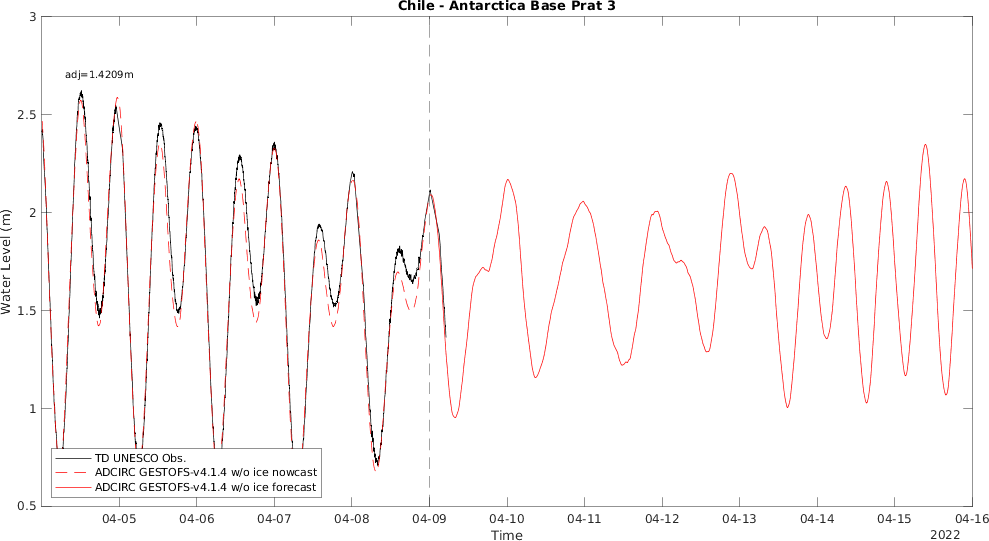 Chile - Antarctica Base Prat 3
adj=1.4209m
Water Level (m)
3
2.5
2
1.5
1
0.5
TD UNESCO Obs.
ADCIRC GESTOFS-v4.1.4 w/o ice nowcast
ADCIRC GESTOFS-v4.1.4 w/o ice forecast
04-05 04-06 04-07 04-08 04-09 04-10 04-11 04-12 04-13 04-14 04-15 04-16
Time
2022